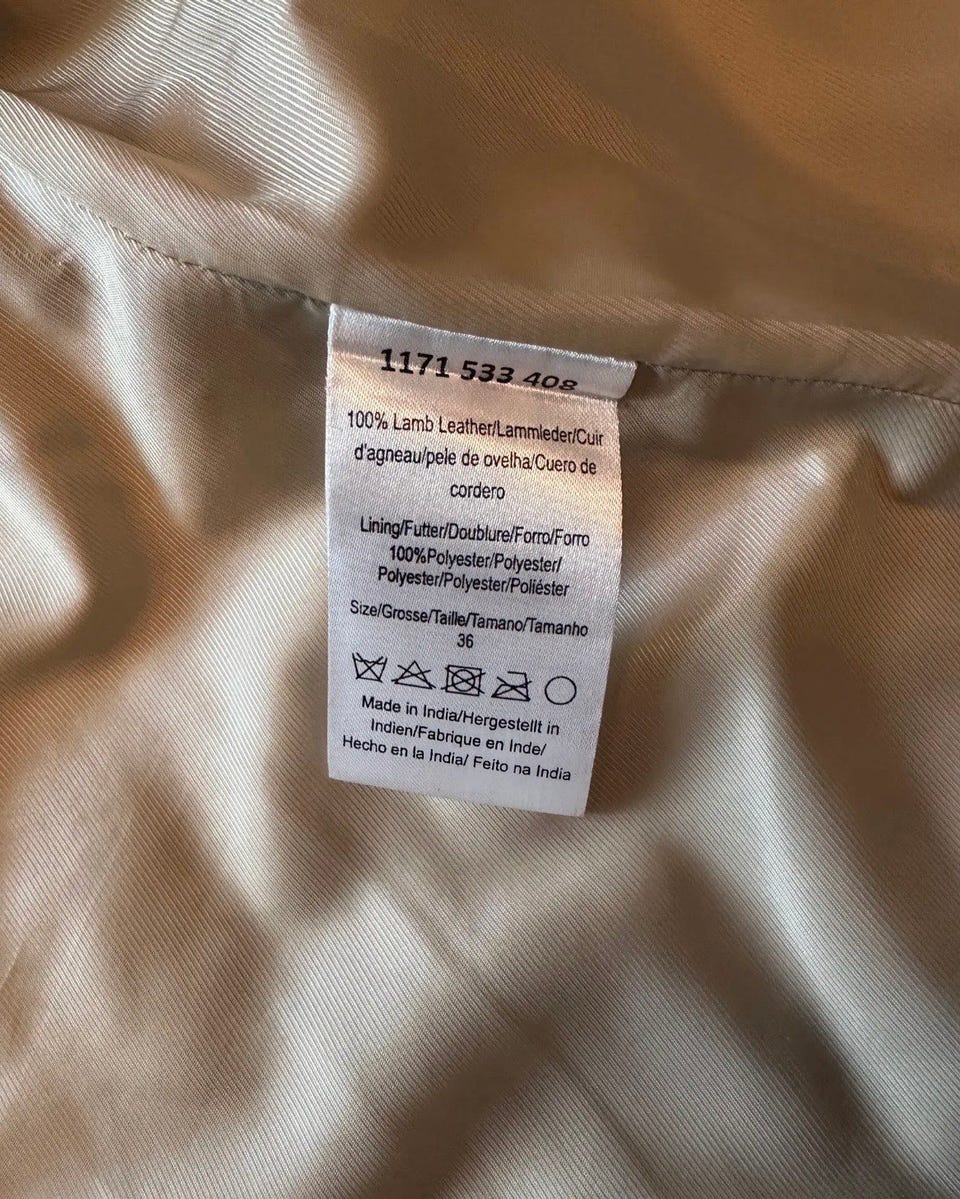 1171 533 408
100% Lamb Leather/Lammleder/Cuir
d'agneau/pele de ovelha/Cuero de
cordero
Lining/Futter/Doublure/Forro/Forro
100%Polyester/Polyester/
Polyester/Polyester/Poliéster
Size/Grosse/Taille/Tamano/Tamanho
36
Made in India/Hergestellt in
Indien/Fabrique en Inde/
Hecho en la India/ Feito na India